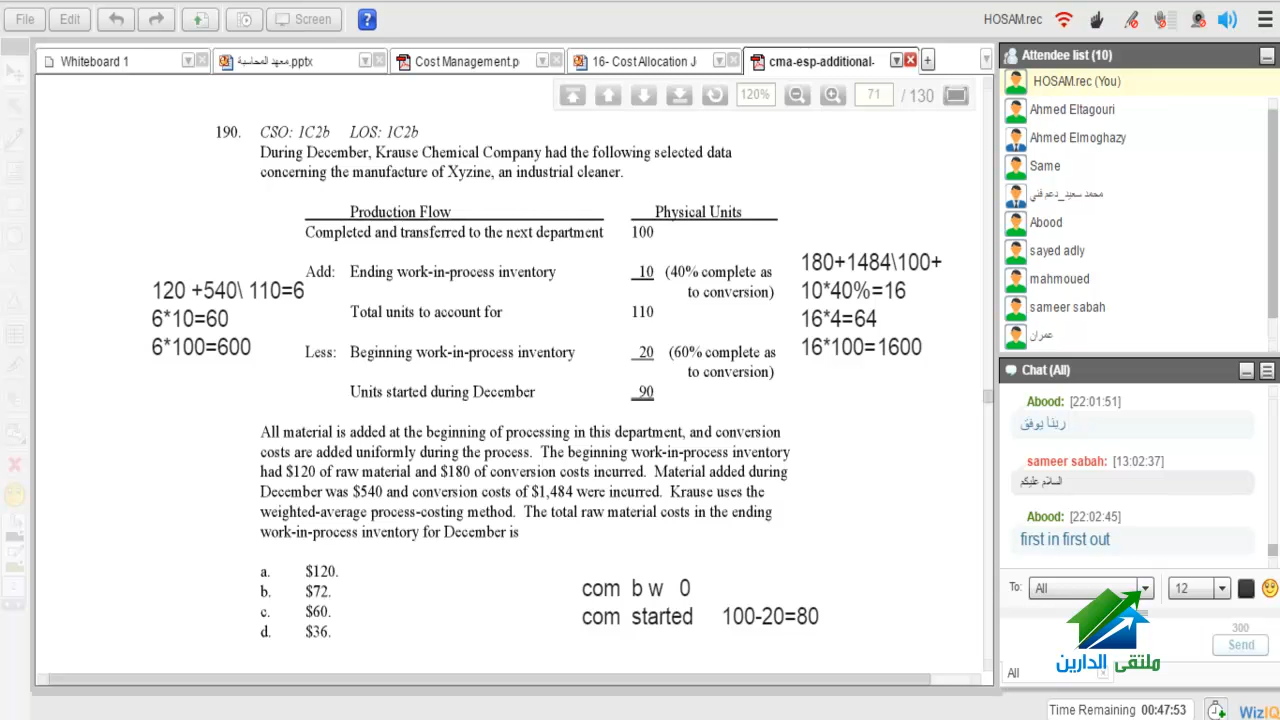 File Edit Screen ? HOSAM.rec
Whiteboard 1
معهد المحاسبة.pptx
Cost Management.p
16- Cost Allocation J
cma-esp-additional-
120% 71 / 130
190. CSO: 1C2b LOS: 1C2b
During December, Krause Chemical Company had the following selected data
concerning the manufacture of Xyzine, an industrial cleaner.
Production Flow Physical Units
Completed and transferred to the next department 100
Add: Ending work-in-process inventory 10 (40% complete as
to conversion)
Total units to account for 110
Less: Beginning work-in-process inventory 20 (60% complete as
to conversion)
Units started during December 90
120 +540\ 110=6
6*10=60
6*100=600
180+1484\100+
10*40%=16
16*4=64
16*100=1600
All material is added at the beginning of processing in this department, and conversion
costs are added uniformly during the process. The beginning work-in-process inventory
had $120 of raw material and $180 of conversion costs incurred. Material added during
December was $540 and conversion costs of $1,484 were incurred. Krause uses the
weighted-average process-costing method. The total raw material costs in the ending
work-in-process inventory for December is
a. $120.
b. $72.
c. $60.
d. $36.
com b w 0
com started 100-20=80
Attendee list (10)
HOSAM.rec (You)
Ahmed Eltagouri
Ahmed Elmoghazy
Same
محمد سعيد_دعم فني
Abood
sayed adly
mahmoued
sameer sabah
عمران
Chat (All)
Abood: [22:01:51]
ربنا يوفق
sameer sabah: [13:02:37]
السلام عليكم
Abood: [22:02:45]
first in first out
To: All 12
300
Send
ملتقى الدارين
All
Time Remaining 00:47:53
WizIQ